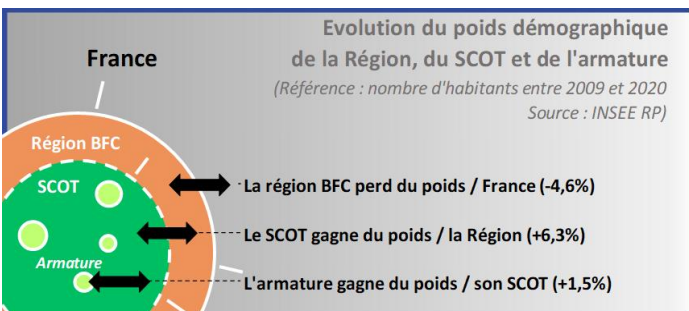 Evolution du poids démographique
de la Région, du SCOT et de l'armature
(Référence : nombre d'habitants entre 2009 et 2020
Source : INSEE RP)
France
Région BFC
SCOT
Armature
La région BFC perd du poids / France (-4,6%)
Le SCOT gagne du poids / la Région (+6,3%)
L'armature gagne du poids / son SCOT (+1,5%)